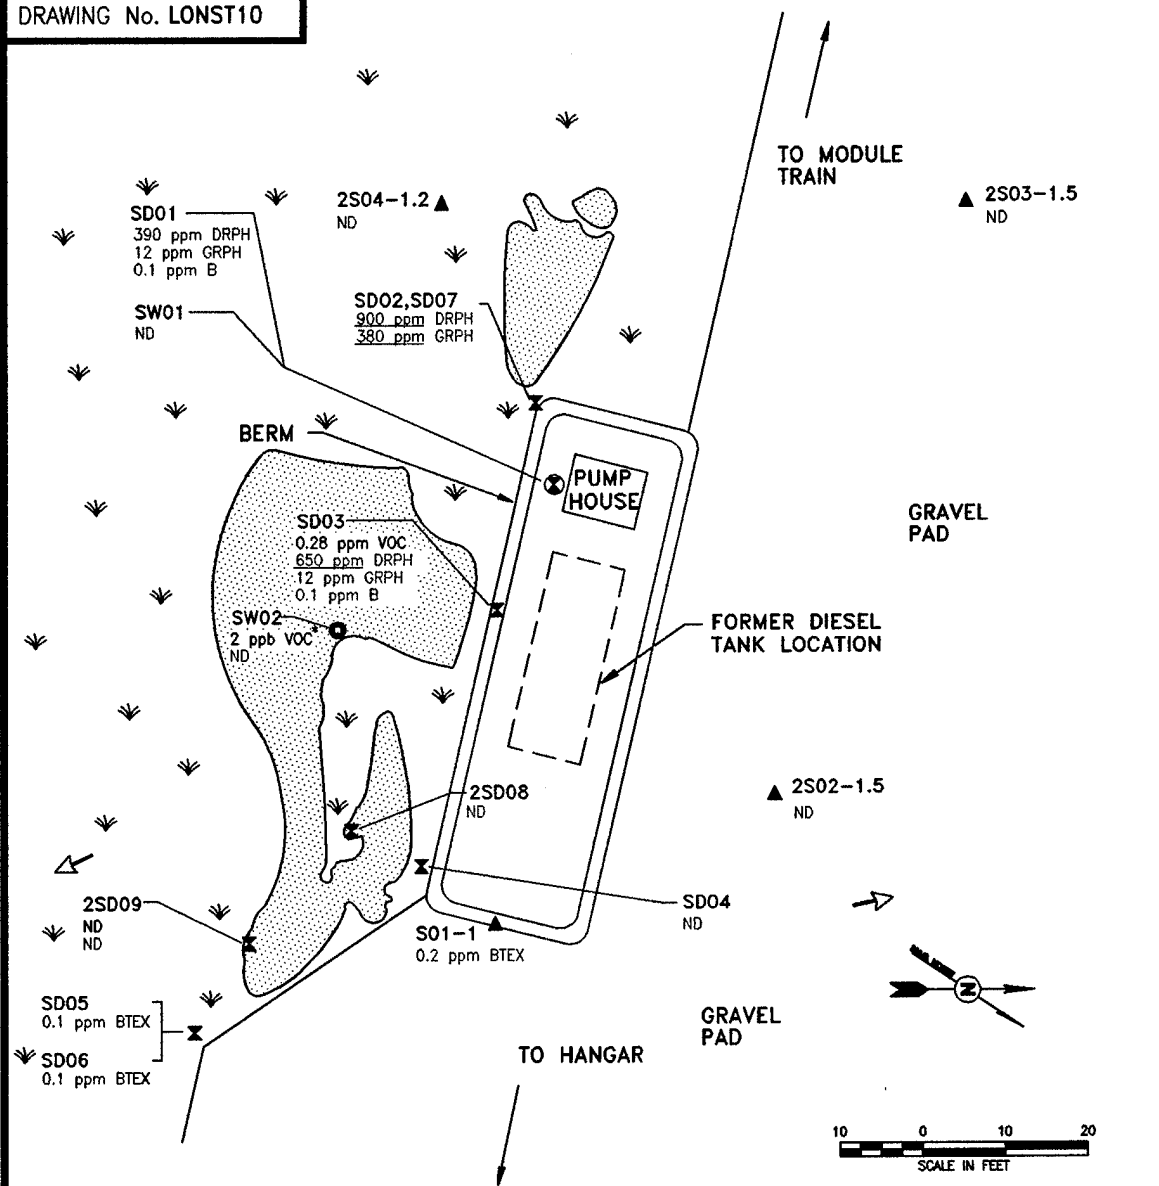 DRAWING No. LONST10
TO MODULE
TRAIN
2S04-1.2
ND
2S03-1.5
ND
SD01
390 ppm DRPH
12 ppm GRPH
0.1 ppm B
SW01
ND
SD02,SD07
900 ppm DRPH
380 ppm GRPH
BERM
PUMP
HOUSE
GRAVEL
PAD
SD03
0.28 ppm VOC
650 ppm DRPH
12 ppm GRPH
0.1 ppm B
SW02
2 ppb VOC*
ND
FORMER DIESEL
TANK LOCATION
2SD08
ND
2S02-1.5
ND
2SD09
ND
ND
SD04
ND
S01-1
0.2 ppm BTEX
N
SD05
0.1 ppm BTEX
SD06
0.1 ppm BTEX
GRAVEL
PAD
TO HANGAR
10 0 10 20
SCALE IN FEET